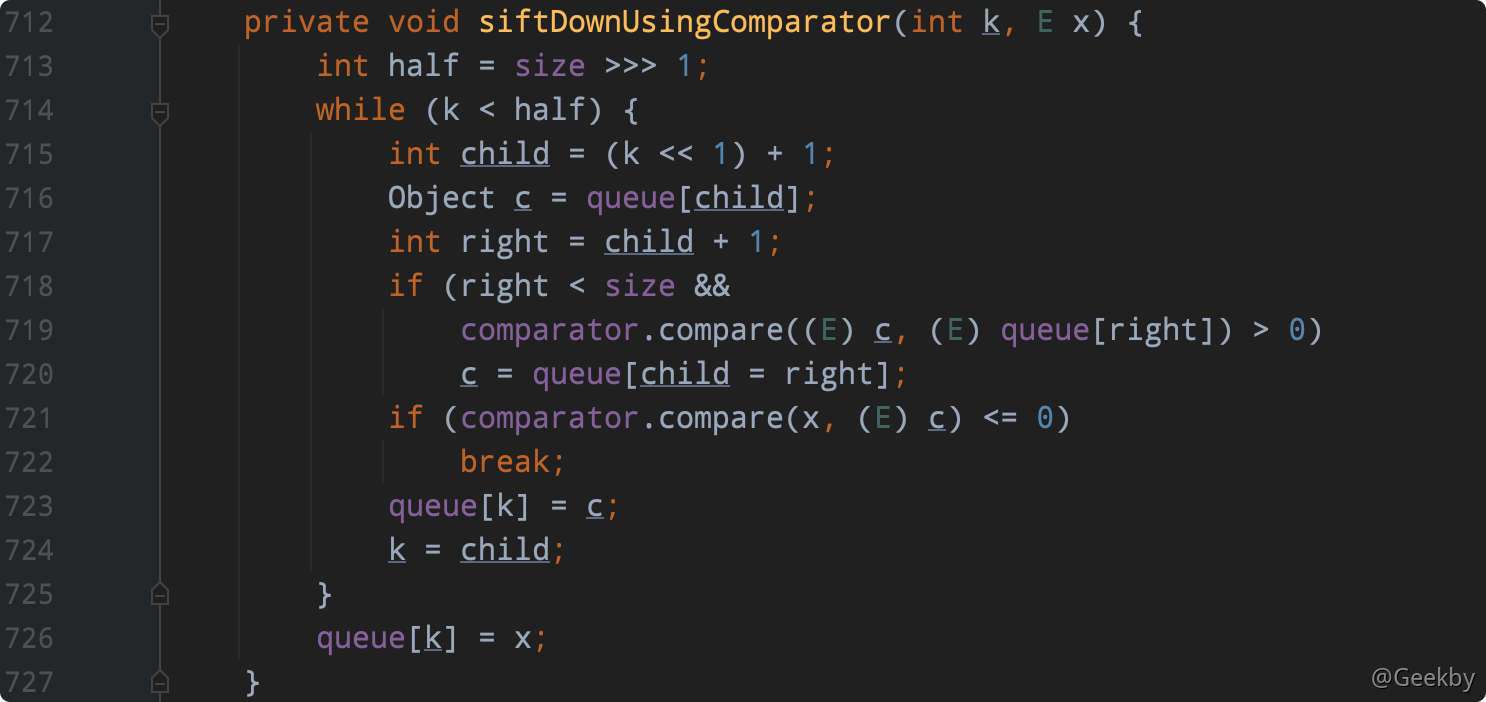 712 private void siftDownUsingComparator(int k, E x) {
713 int half = size >>> 1;
714 while (k < half) {
715 int child = (k << 1) + 1;
716 Object c = queue[child];
717 int right = child + 1;
718 if (right < size &&
719 comparator.compare((E) c, (E) queue[right]) > 0)
720 c = queue[child = right];
721 if (comparator.compare(x, (E) c) <= 0)
722 break;
723 queue[k] = c;
724 k = child;
725 }
726 queue[k] = x;
727 }
@Geekby